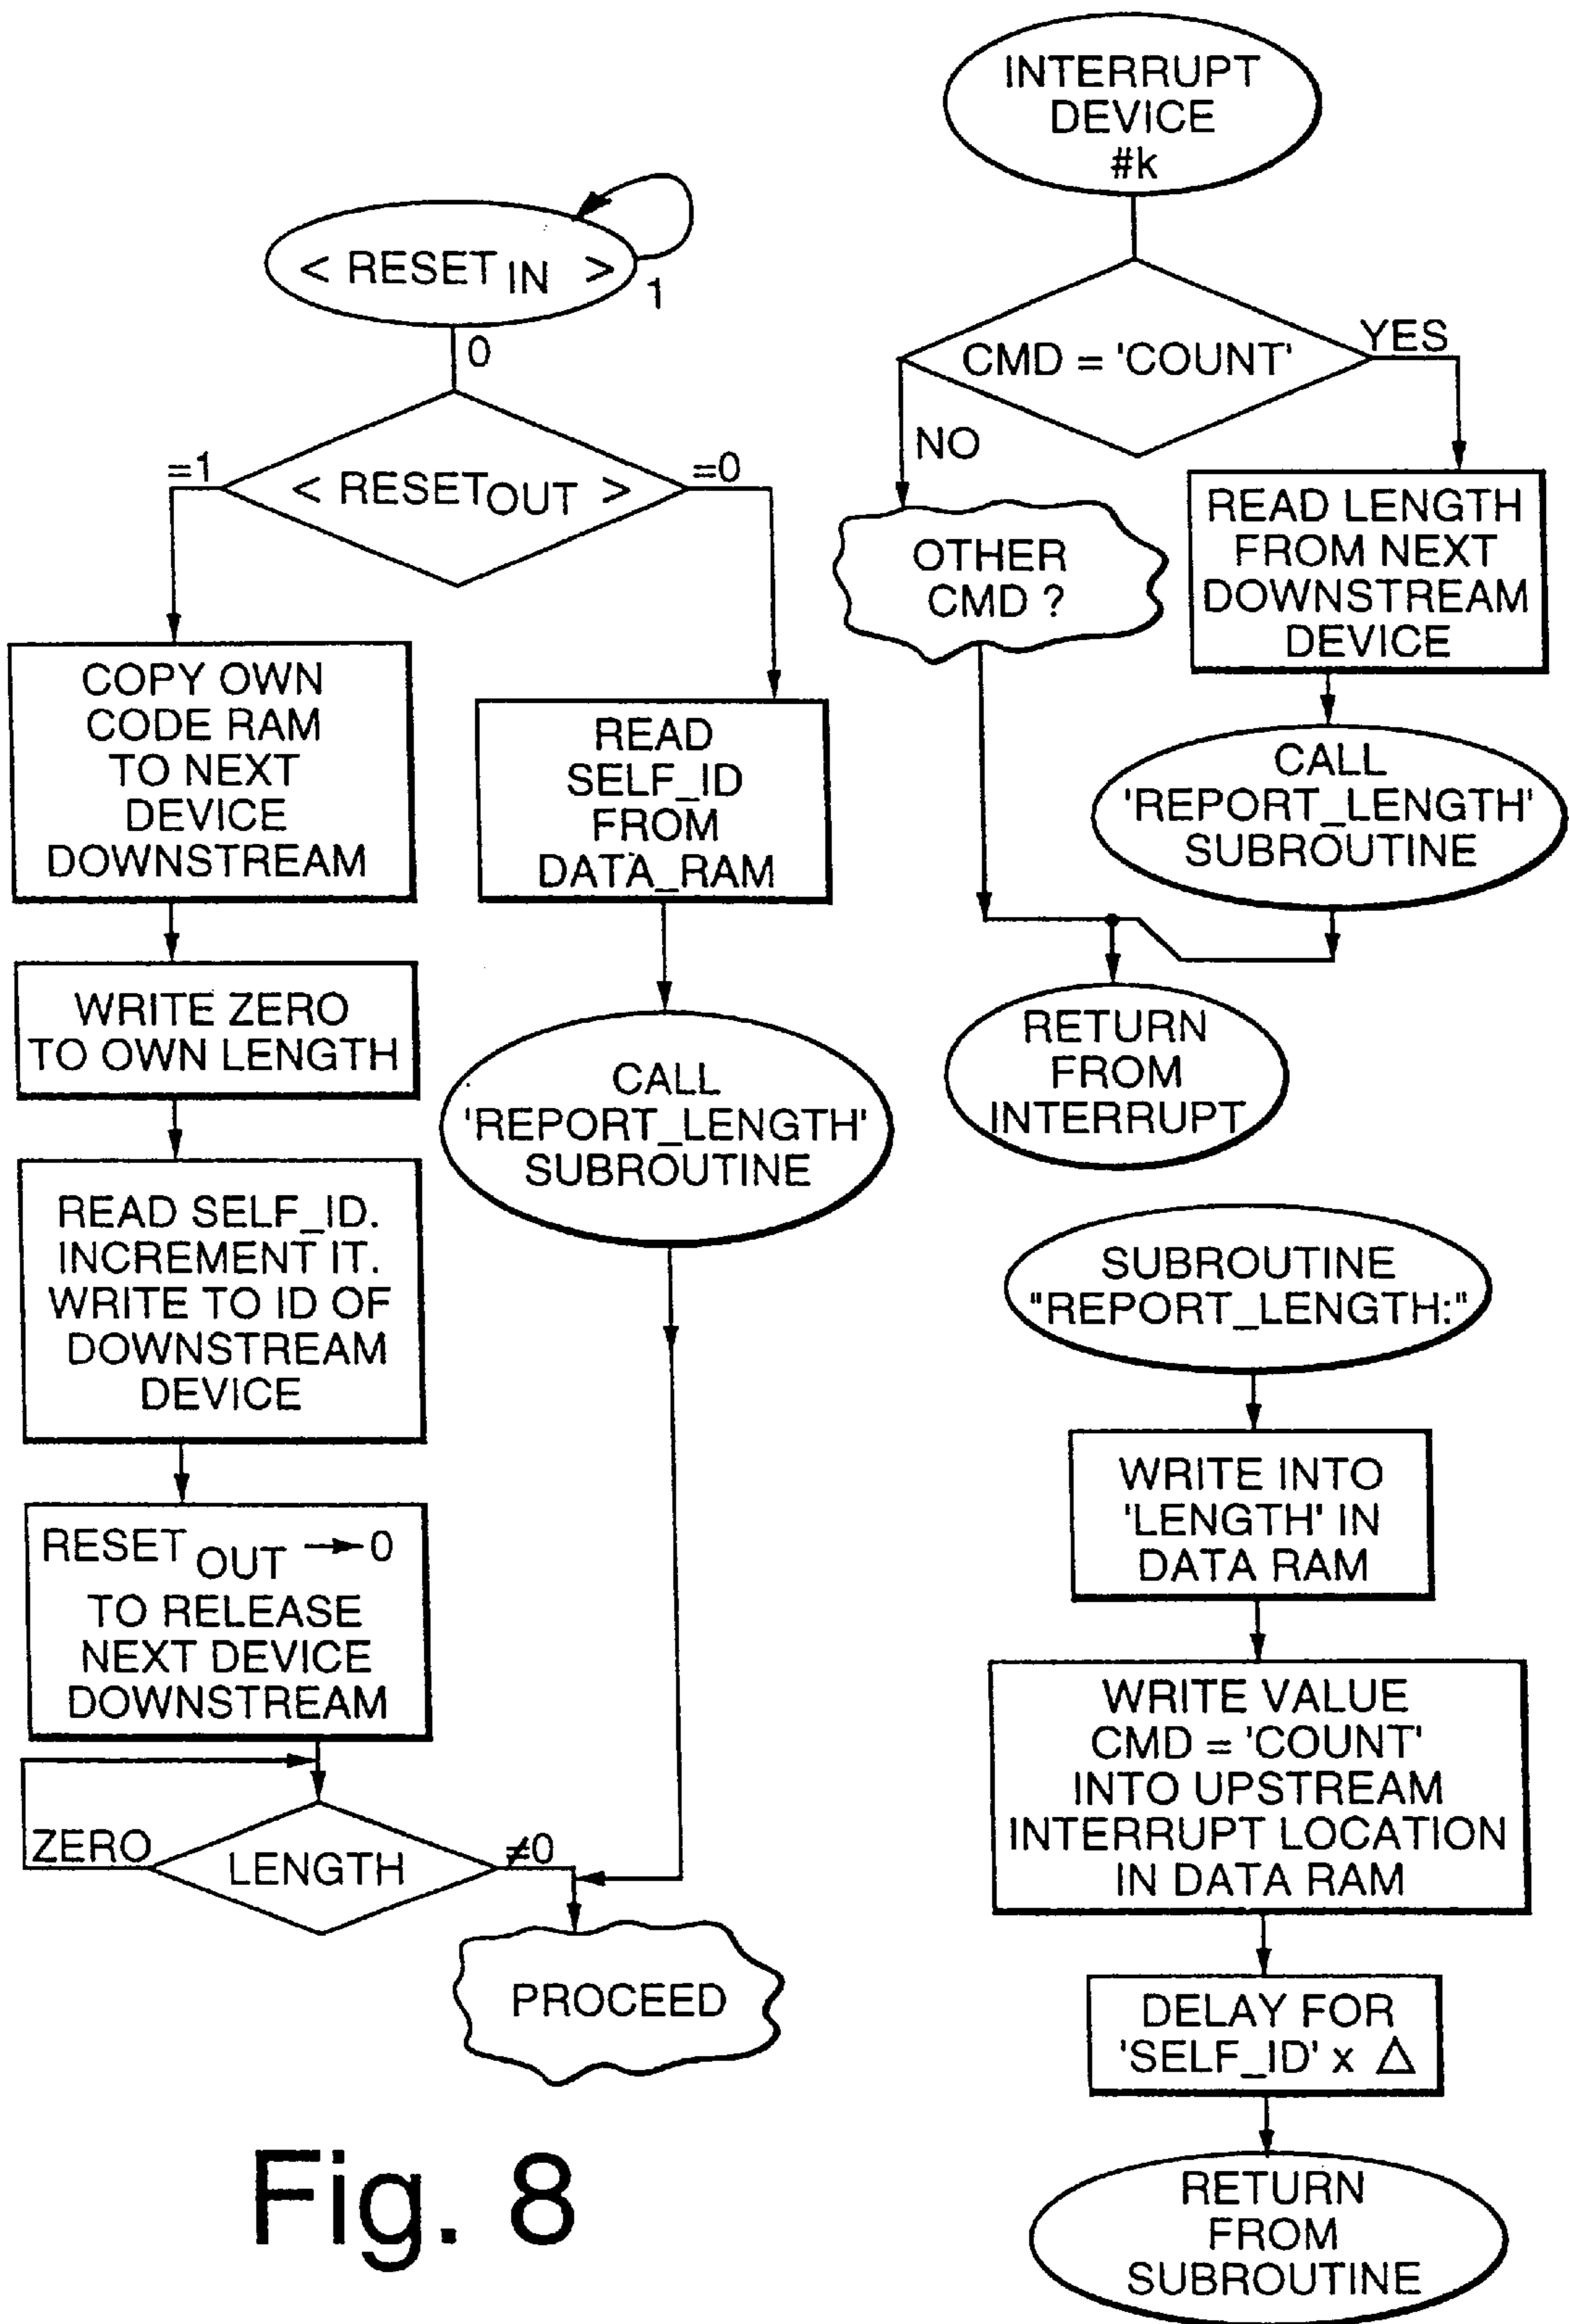 < RESET IN >
1
0
< RESET OUT >
=1
=0
COPY OWN
CODE RAM
TO NEXT
DEVICE
DOWNSTREAM
WRITE ZERO
TO OWN LENGTH
READ SELF_ID.
INCREMENT IT.
WRITE TO ID OF
DOWNSTREAM
DEVICE
RESET OUT → 0
TO RELEASE
NEXT DEVICE
DOWNSTREAM
ZERO
LENGTH
≠0
READ
SELF_ID
FROM
DATA_RAM
CALL
'REPORT_LENGTH'
SUBROUTINE
PROCEED
INTERRUPT
DEVICE
#k
CMD = 'COUNT'
YES
NO
OTHER
CMD ?
READ LENGTH
FROM NEXT
DOWNSTREAM
DEVICE
CALL
'REPORT_LENGTH'
SUBROUTINE
RETURN
FROM
INTERRUPT
SUBROUTINE
"REPORT_LENGTH:"
WRITE INTO
'LENGTH' IN
DATA RAM
WRITE VALUE
CMD = 'COUNT'
INTO UPSTREAM
INTERRUPT LOCATION
IN DATA RAM
DELAY FOR
'SELF_ID' x △
RETURN
FROM
SUBROUTINE
Fig. 8